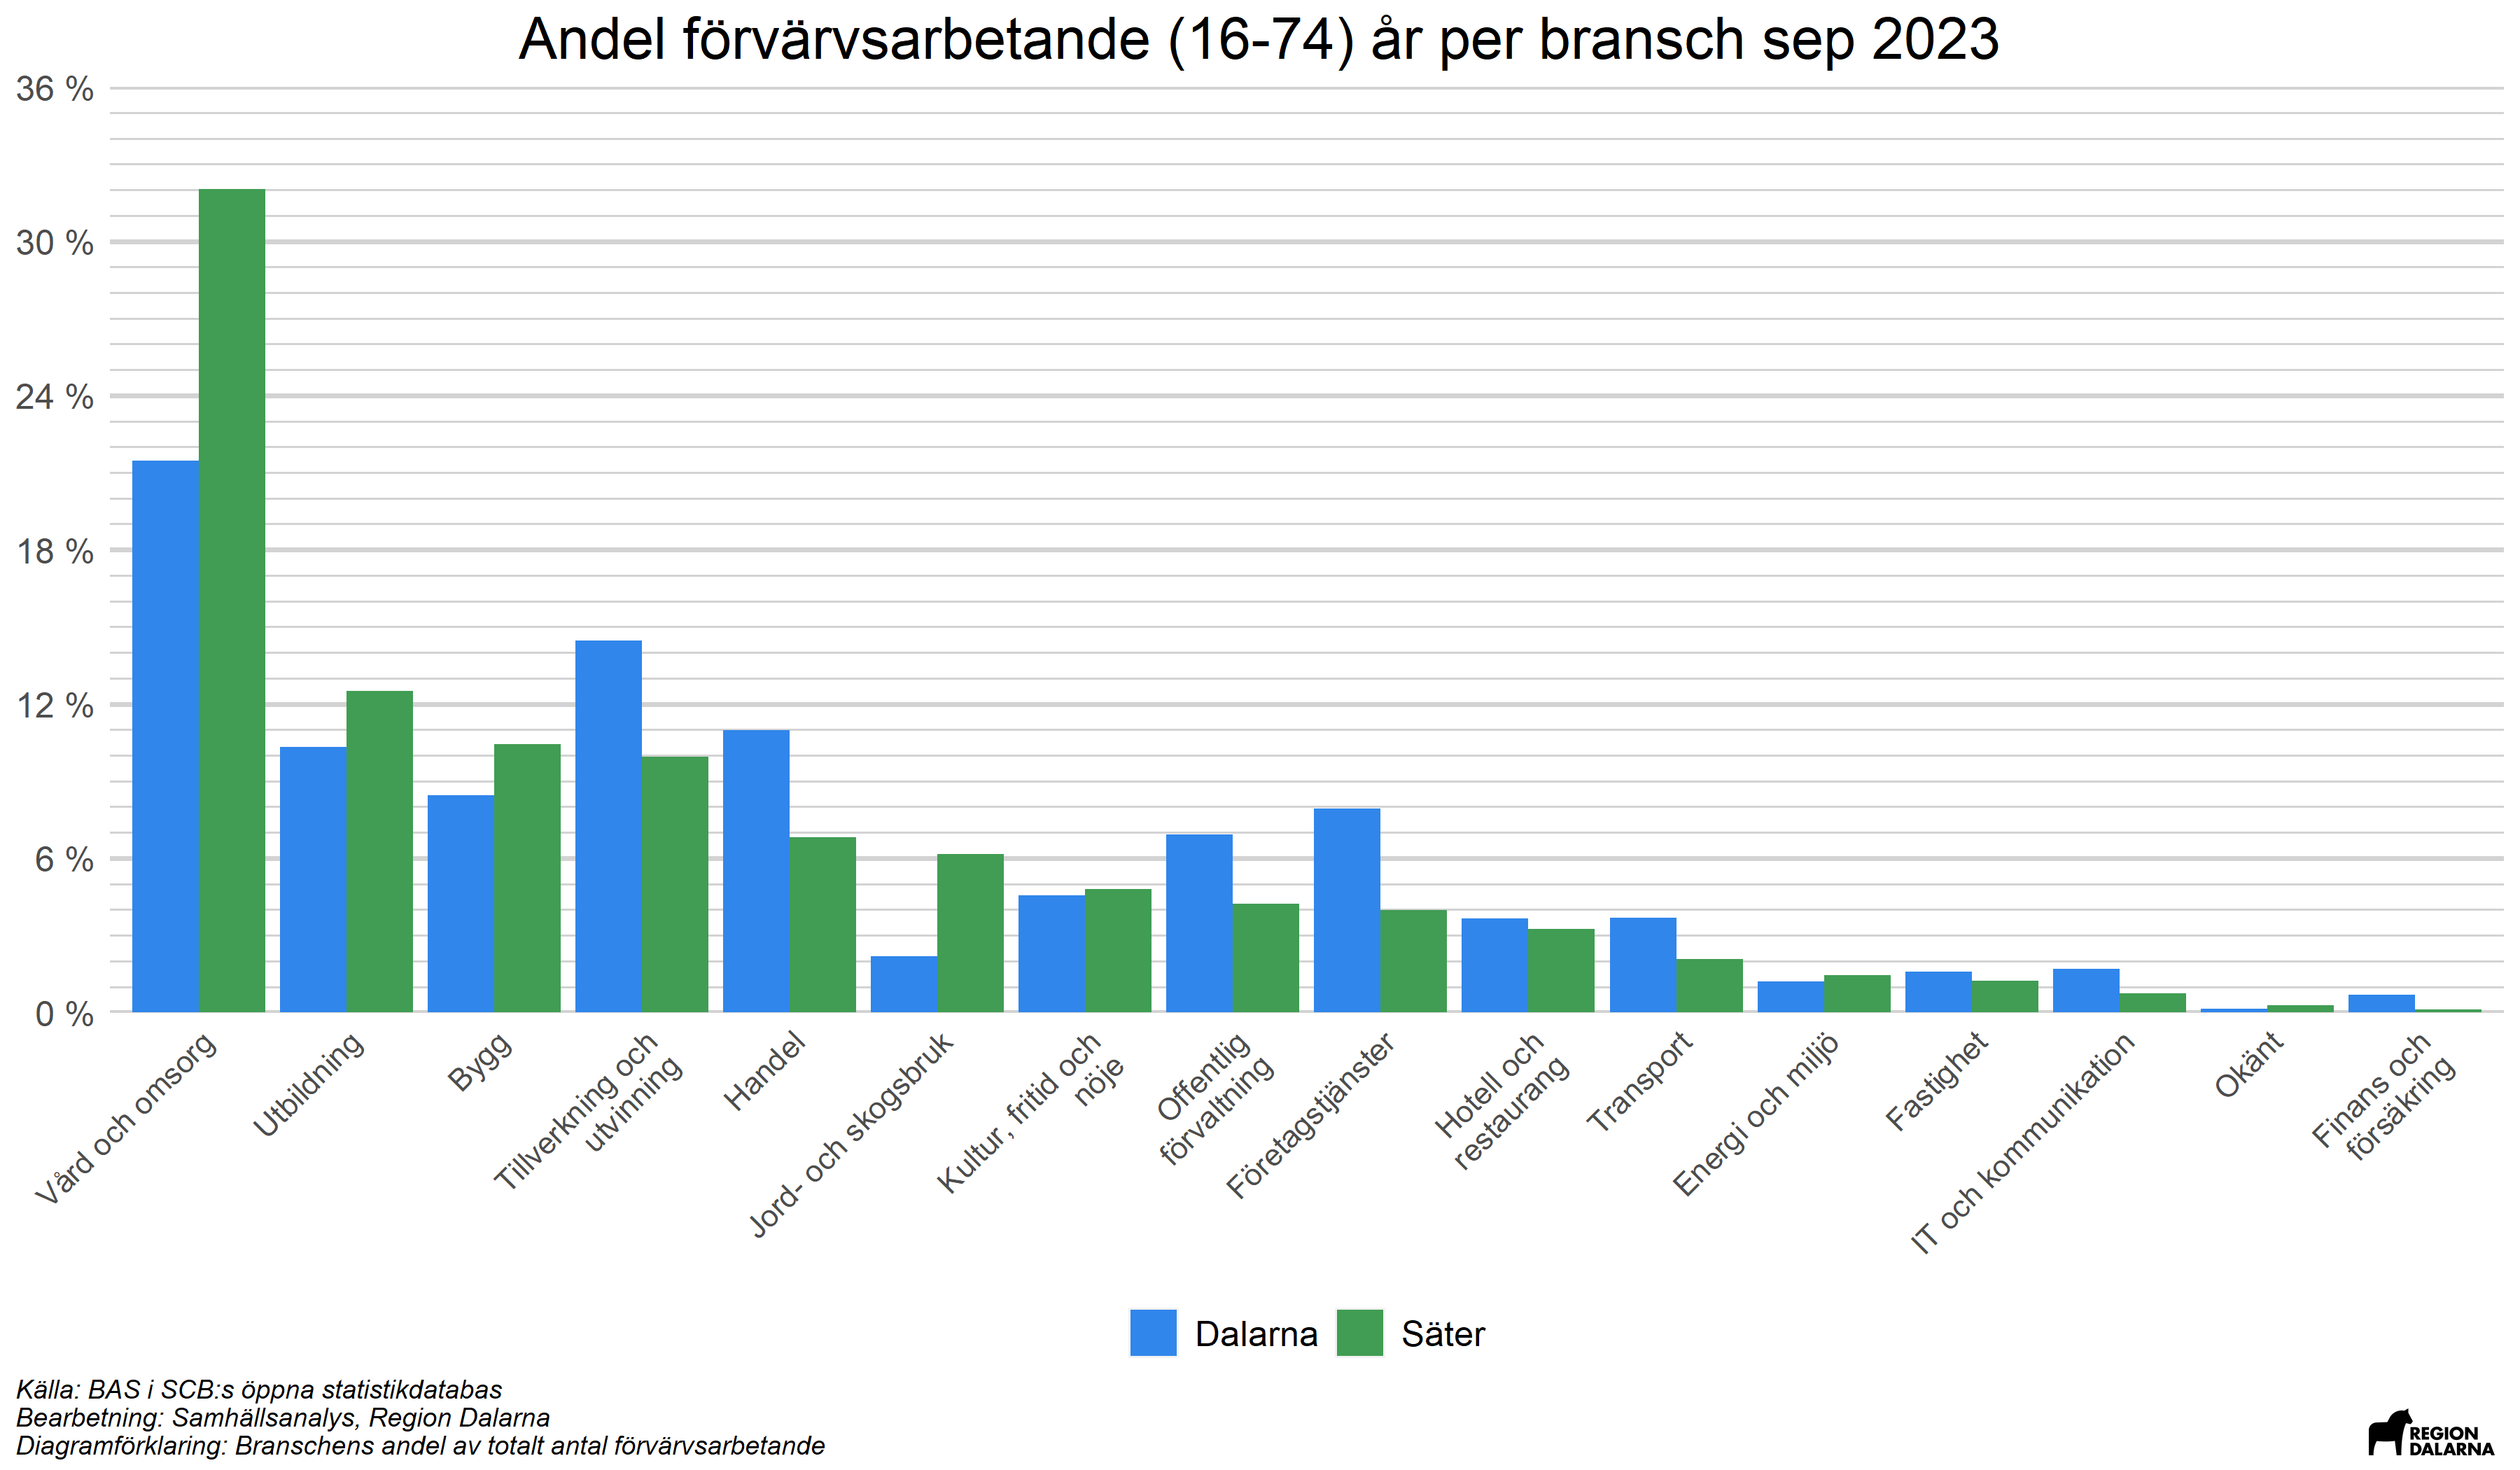 Andel förvärvsarbetande (16-74) år per bransch sep 2023
36 %
30 %
24 %
18 %
12 %
6 %
0 %
Vård och omsorg
Utbildning
Bygg
Tillverkning och
utvinning
Handel
Jord- och skogsbruk
Kultur, fritid och
nöje
Offentlig
förvaltning
Företagstjänster
Hotell och
restaurang
Transport
Energi och miljö
Fastighet
IT och kommunikation
Okänt
Finans och
försäkring
Dalarna
Säter
Källa: BAS i SCB:s öppna statistikdatabas
Bearbetning: Samhällsanalys, Region Dalarna
Diagramförklaring: Branschens andel av totalt antal förvärvsarbetande
REGION
DALARNA